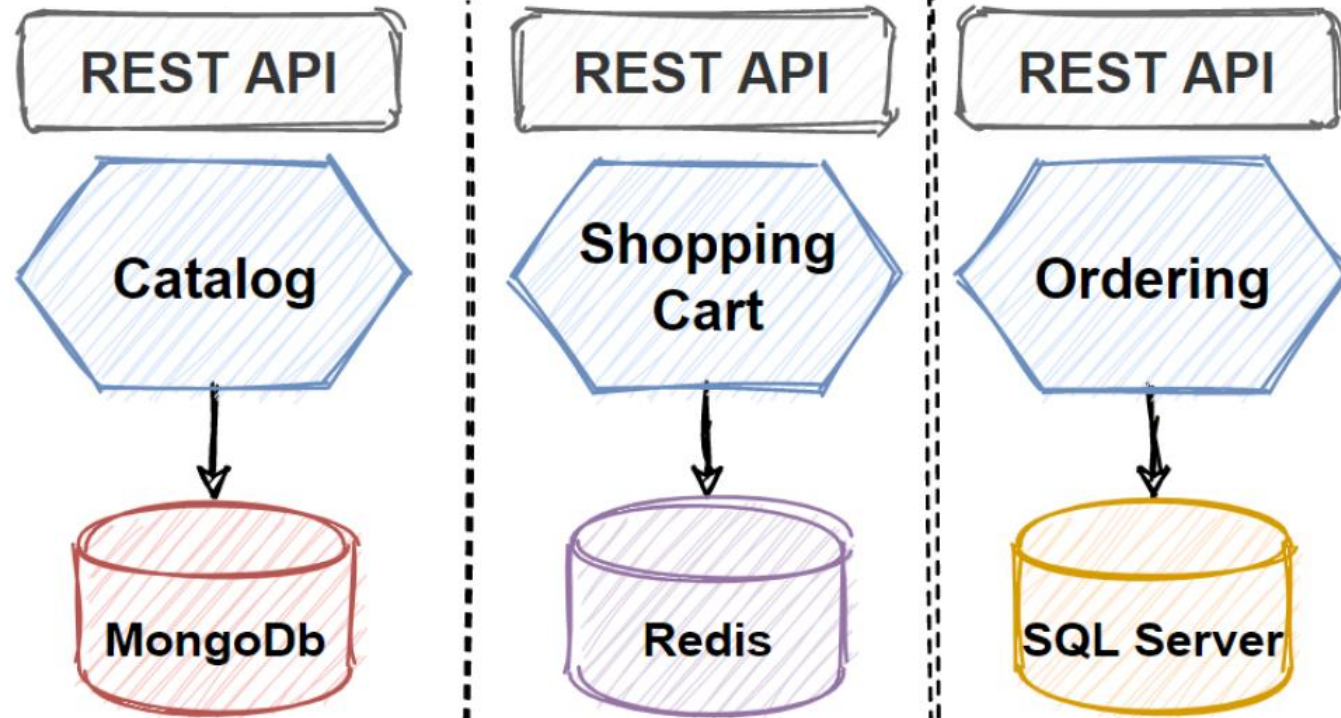 REST API
REST API
REST API
Catalog
Shopping
Cart
Ordering
MongoDb
Redis
SQL Server